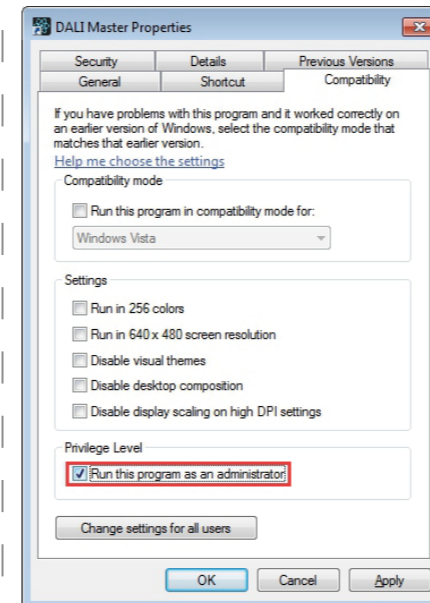 DALI Master Properties
Security Details Previous Versions
General Shortcut Compatibility
If you have problems with this program and it worked correctly on
an earlier version of Windows, select the compatibility mode that
matches that earlier version.
Help me choose the settings
Compatibility mode
Run this program in compatibility mode for:
Windows Vista
Settings
Run in 256 colors
Run in 640 x 480 screen resolution
Disable visual themes
Disable desktop composition
Disable display scaling on high DPI settings
Privilege Level
Run this program as an administrator
Change settings for all users
OK Cancel Apply